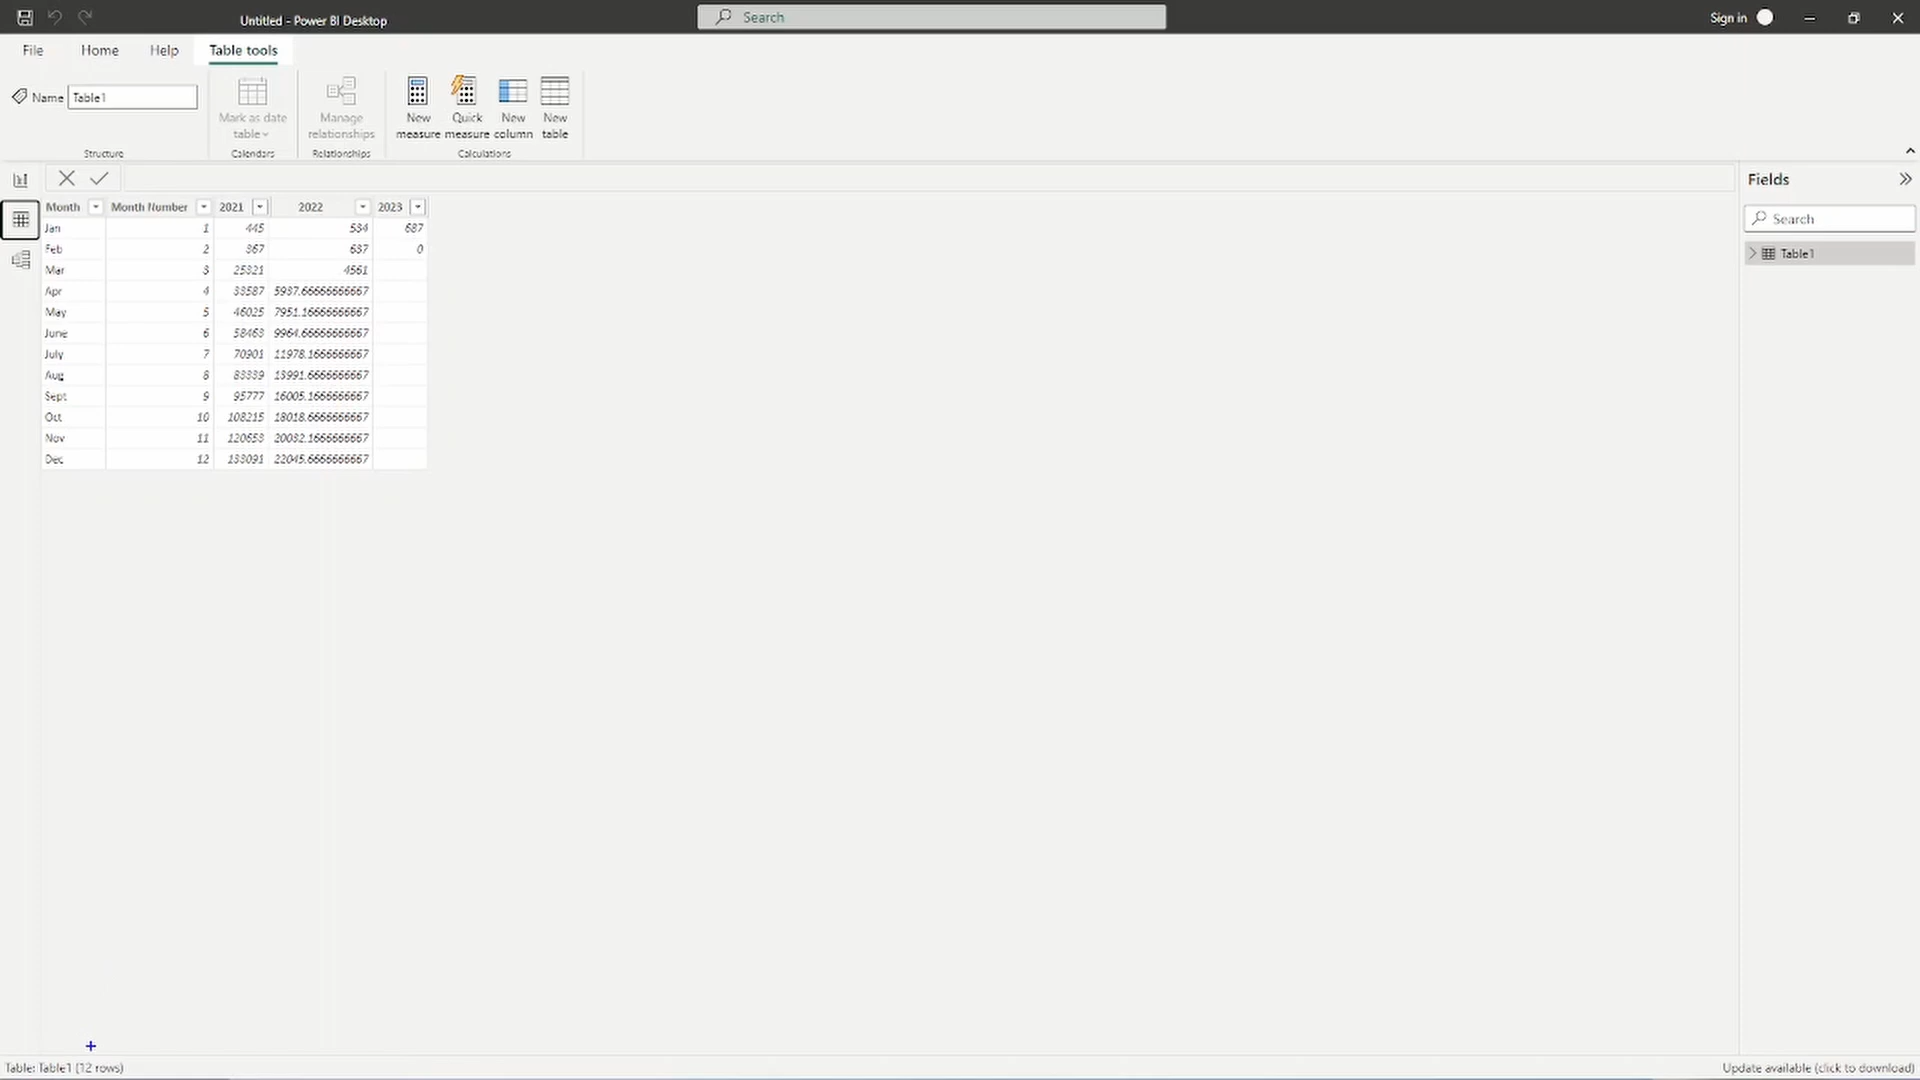 Untitled - Power BI Desktop
Search
Sign in
File Home Help Table tools
Name Table1
Mark as date table
Manage relationships
New measure
Quick measure
New column
New table
Structure Calendars Relationships Calculations
Fields
Search
Table1
Month Month Number 2021 2022 2023
Jan 1 445 534 687
Feb 2 367 637 0
Mar 3 25321 4561
Apr 4 33587 5937.66666666667
May 5 46025 7951.16666666667
June 6 58463 9964.66666666667
July 7 70901 11978.1666666667
Aug 8 83339 13991.6666666667
Sept 9 95777 16005.1666666667
Oct 10 108215 18018.6666666667
Nov 11 120653 20032.1666666667
Dec 12 133091 22045.6666666667
Table: Table1 (12 rows)
Update available (click to download)